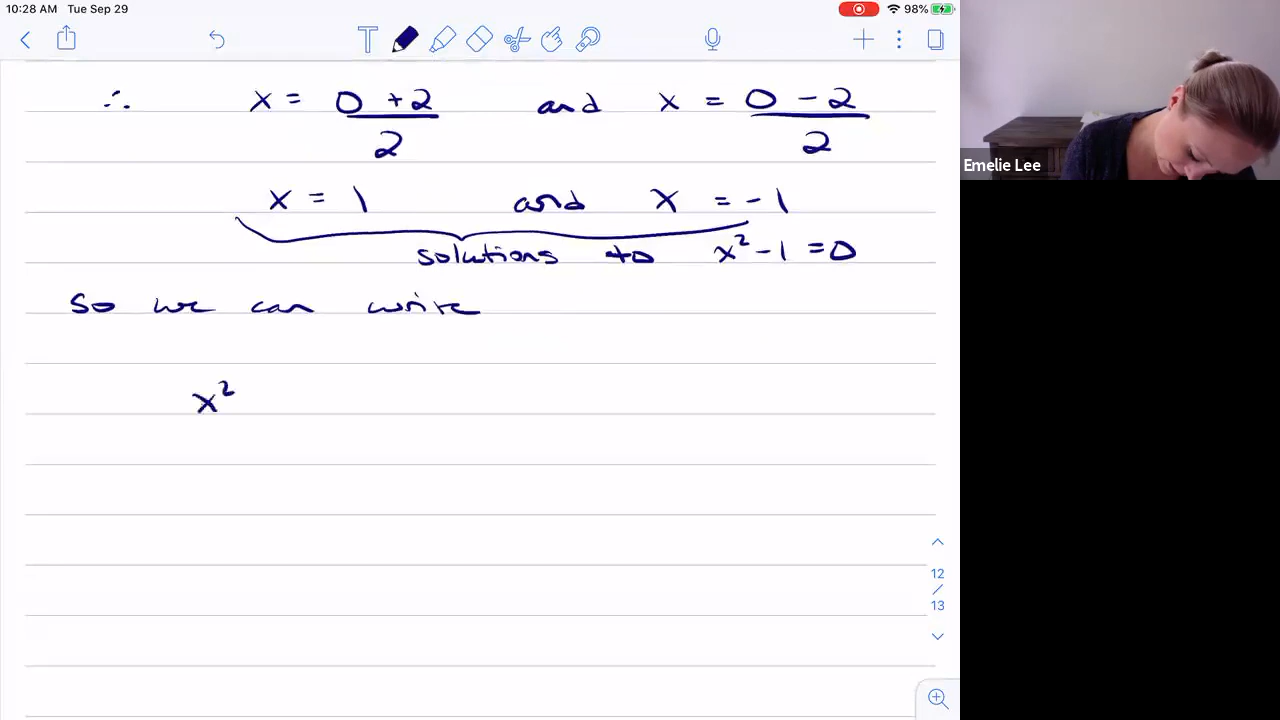 10:28 AM Tue Sep 29
98%
∴ x = 0 + 2 / 2 and x = 0 - 2 / 2
x = 1 and x = -1
solutions to x² - 1 = 0
So we can write
x²
12
/
13
Emelie Lee